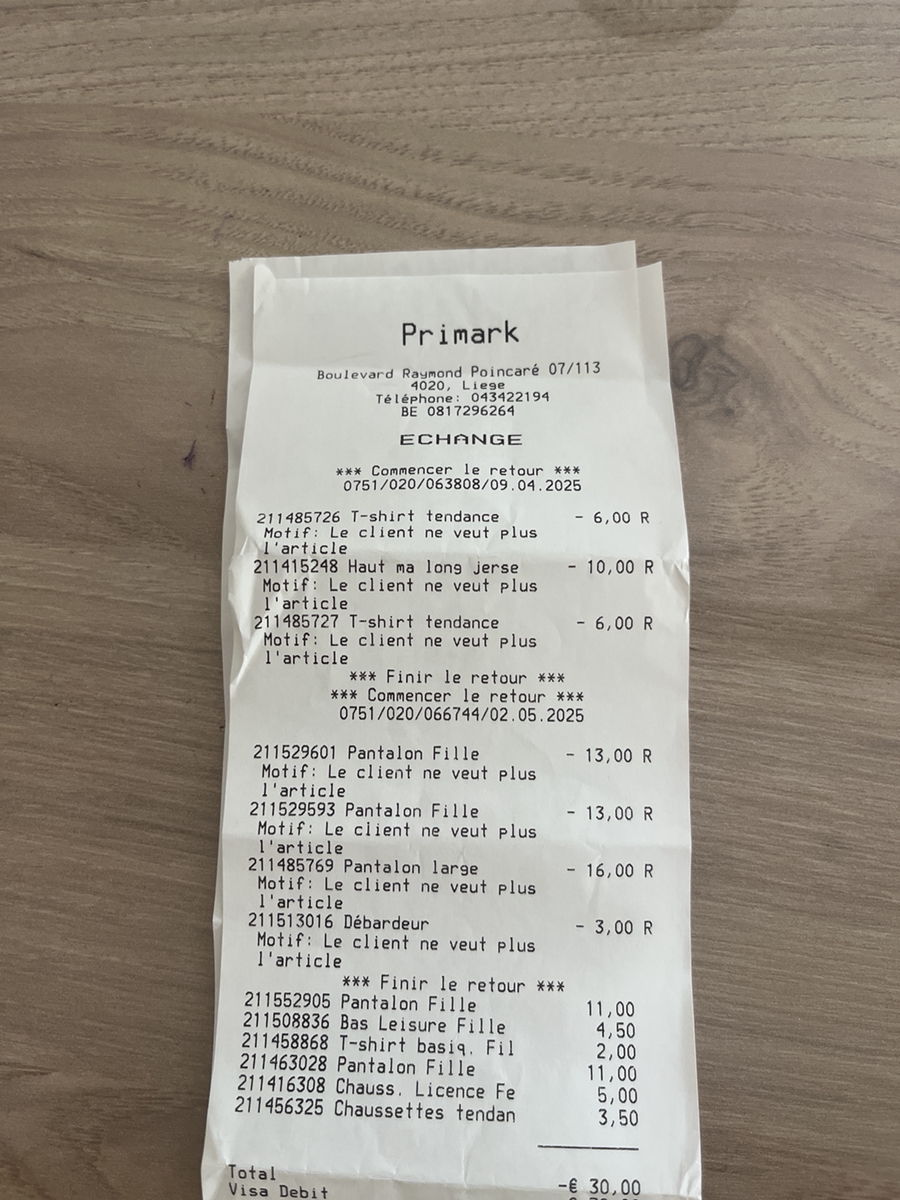 Primark
Boulevard Raymond Poincaré 07/113
4020, Liege
Téléphone: 043422194
BE 0817296264
ECHANGE
*** Commencer le retour ***
0751/020/063808/09.04.2025
211485726 T-shirt tendance - 6,00 R
Motif: Le client ne veut plus
l'article
211415248 Haut ma long jerse - 10,00 R
Motif: Le client ne veut plus
l'article
211485727 T-shirt tendance - 6,00 R
Motif: Le client ne veut plus
l'article
*** Finir le retour ***
*** Commencer le retour ***
0751/020/066744/02.05.2025
211529601 Pantalon Fille - 13,00 R
Motif: Le client ne veut plus
l'article
211529593 Pantalon Fille - 13,00 R
Motif: Le client ne veut plus
l'article
211485769 Pantalon large - 16,00 R
Motif: Le client ne veut plus
l'article
211513016 Débardeur - 3,00 R
Motif: Le client ne veut plus
l'article
*** Finir le retour ***
211552905 Pantalon Fille 11,00
211508836 Bas Leisure Fille 4,50
211458868 T-shirt basiq. Fil 2,00
211463028 Pantalon Fille 11,00
211416308 Chauss. Licence Fe 5,00
211456325 Chaussettes tendan 3,50
Total -€ 30,00
Visa Debit